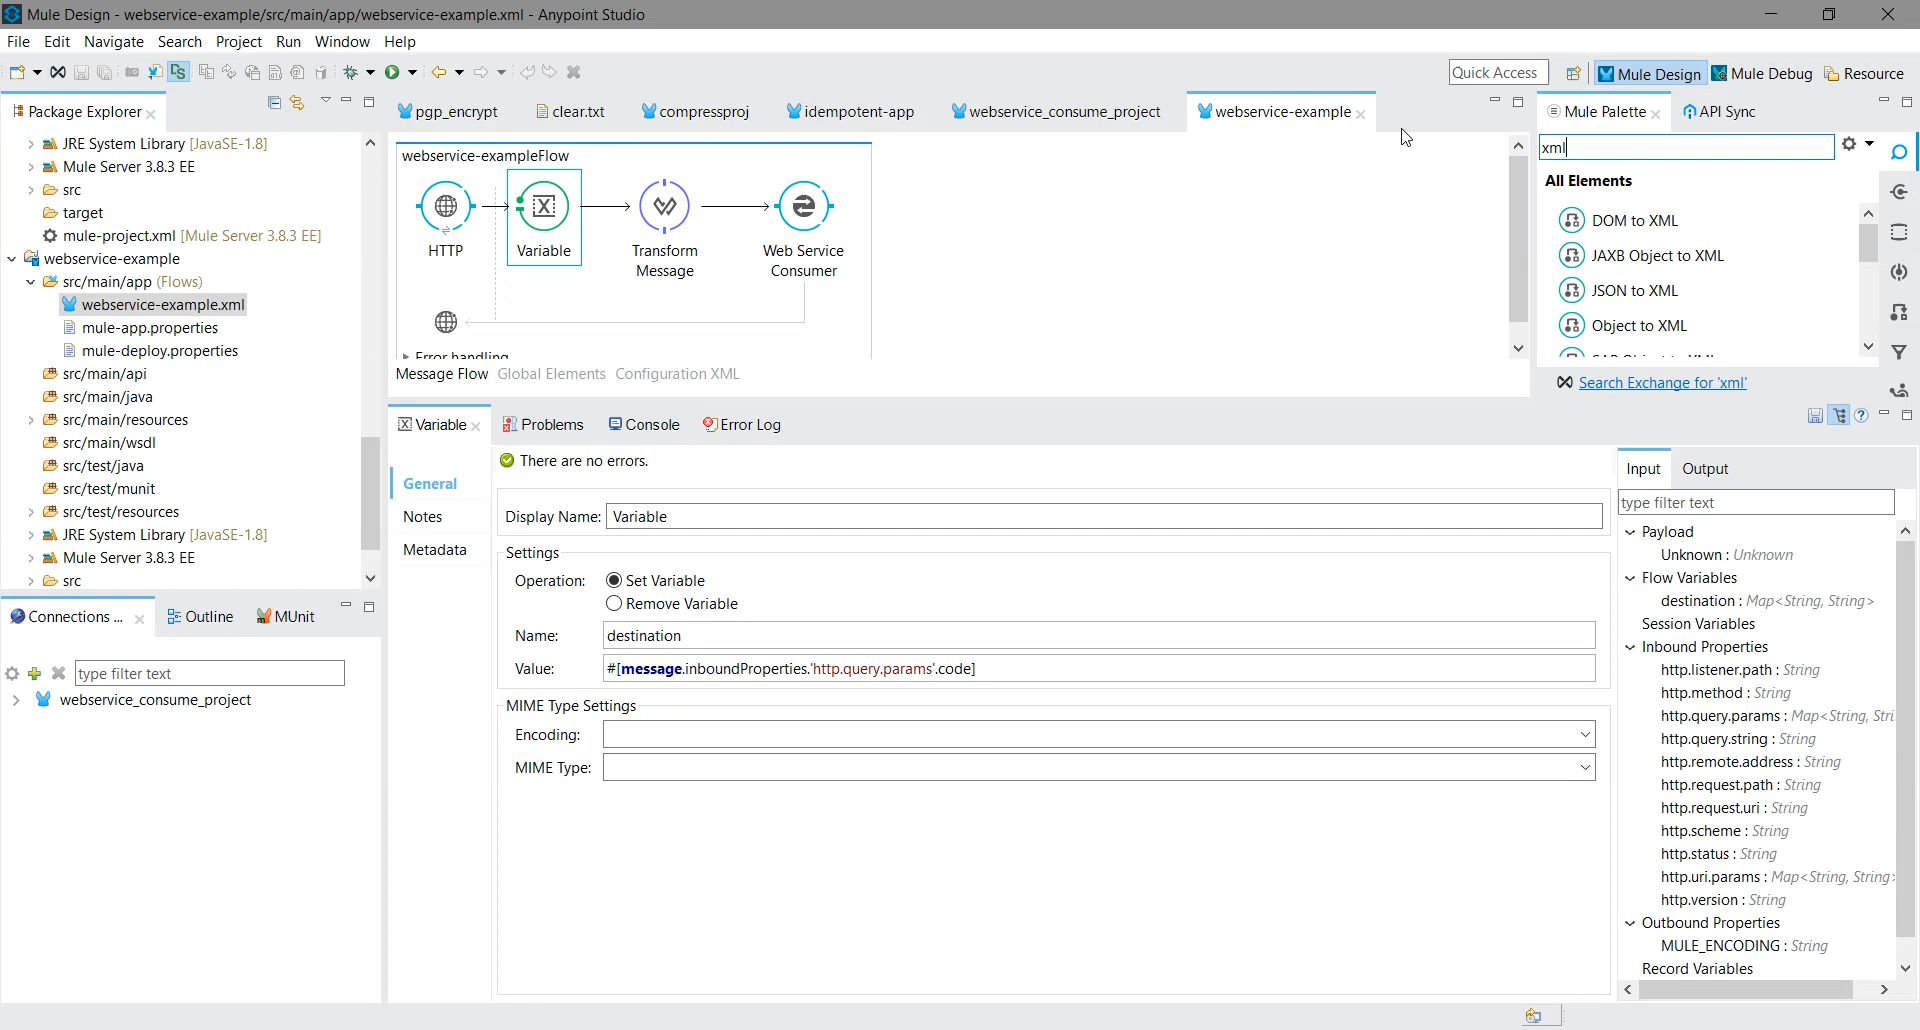 Mule Design - webservice-example/src/main/app/webservice-example.xml - Anypoint Studio
File Edit Navigate Search Project Run Window Help
Quick Access Mule Design Mule Debug Resource
Package Explorer
JRE System Library [JavaSE-1.8]
Mule Server 3.8.3 EE
src
target
mule-project.xml [Mule Server 3.8.3 EE]
webservice-example
src/main/app (Flows)
webservice-example.xml
mule-app.properties
mule-deploy.properties
src/main/api
src/main/java
src/main/resources
src/main/wsdl
src/test/java
src/test/munit
src/test/resources
JRE System Library [JavaSE-1.8]
Mule Server 3.8.3 EE
src
Connections ... Outline MUnit
type filter text
webservice_consume_project
pgp_encrypt clear.txt compressproj idempotent-app webservice_consume_project webservice-example
webservice-exampleFlow
HTTP
Variable
Transform
Message
Web Service
Consumer
Error handling
Message Flow Global Elements Configuration XML
Mule Palette API Sync
xml
All Elements
DOM to XML
JAXB Object to XML
JSON to XML
Object to XML
Search Exchange for 'xml'
Variable Problems Console Error Log
There are no errors.
General
Notes
Metadata
Display Name: Variable
Settings
Operation: Set Variable
Remove Variable
Name: destination
Value: #[message.inboundProperties.'http.query.params'.code]
MIME Type Settings
Encoding:
MIME Type:
Input Output
type filter text
Payload
Unknown : Unknown
Flow Variables
destination : Map<String, String>
Session Variables
Inbound Properties
http.listener.path : String
http.method : String
http.query.params : Map<String, Stri
http.query.string : String
http.remote.address : String
http.request.path : String
http.request.uri : String
http.scheme : String
http.status : String
http.uri.params : Map<String, String>
http.version : String
Outbound Properties
MULE_ENCODING : String
Record Variables